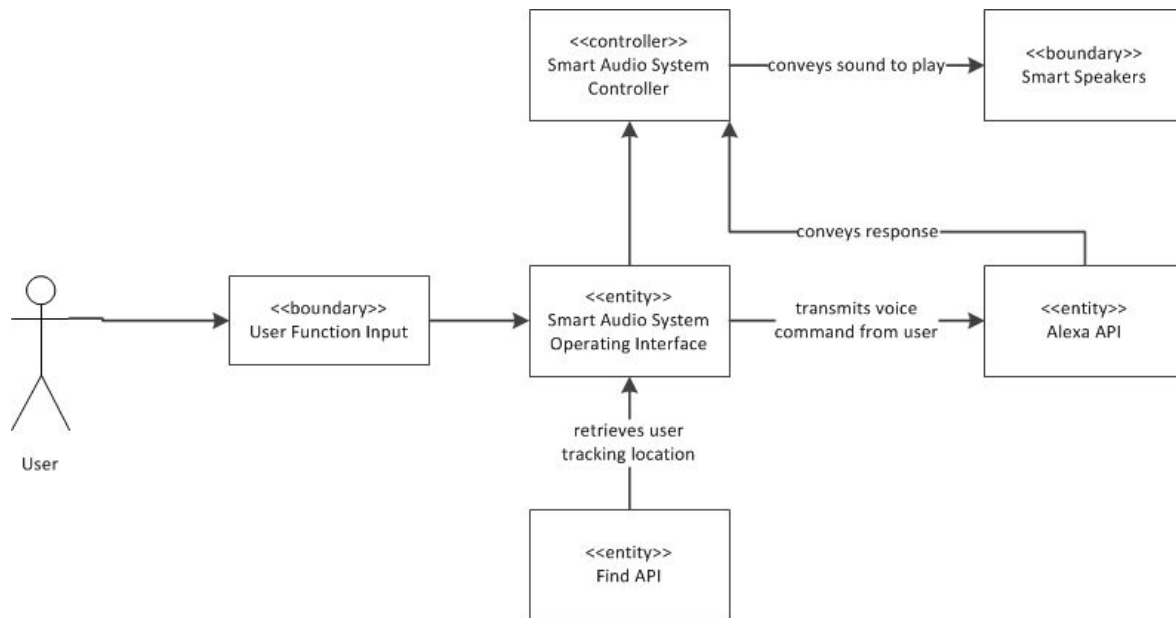 <<controller>>
Smart Audio System
Controller
conveys sound to play
<<boundary>>
Smart Speakers
conveys response
<<boundary>>
User Function Input
<<entity>>
Smart Audio System
Operating Interface
transmits voice
command from user
<<entity>>
Alexa API
User
retrieves user
tracking location
<<entity>>
Find API